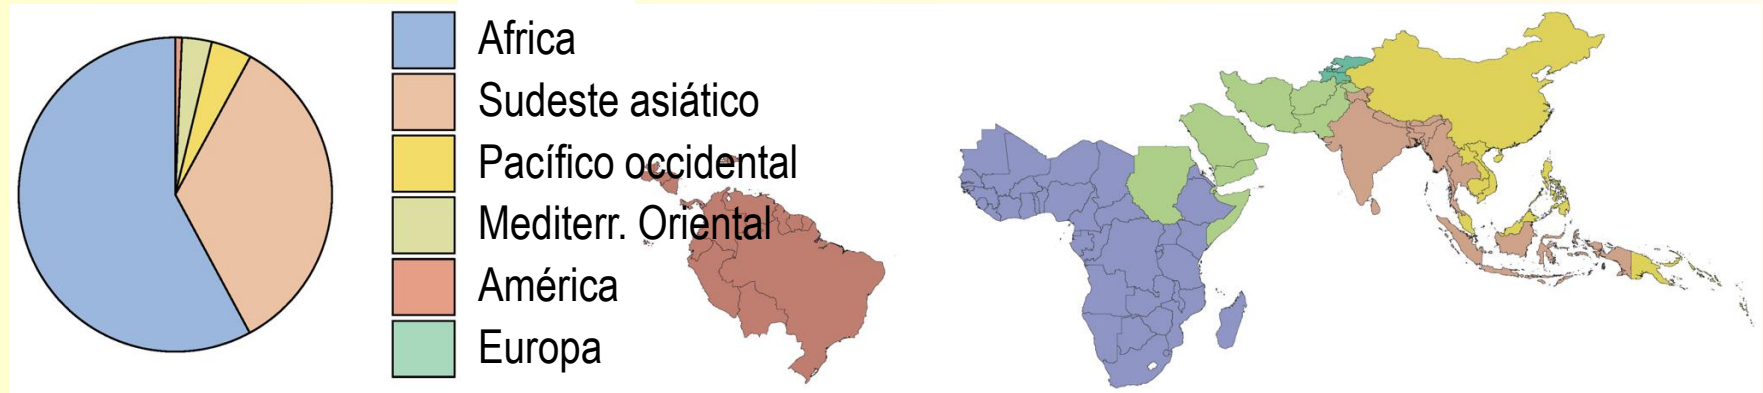 Africa
Sudeste asiático
Pacífico occidental
Mediterr. Oriental
América
Europa